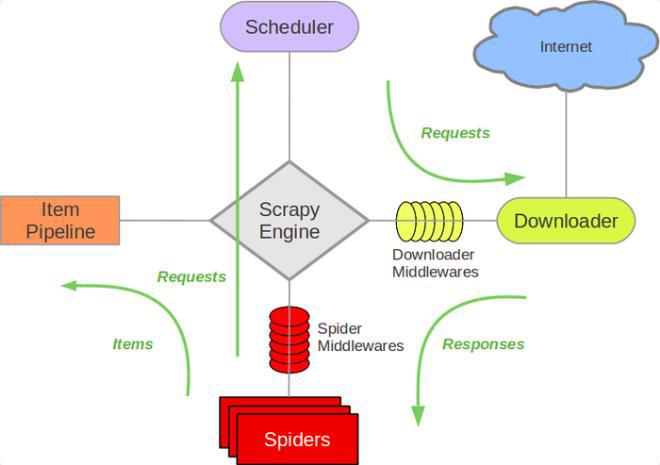 Scheduler
Internet
Requests
Item
Pipeline
Scrapy
Engine
Downloader
Downloader
Middlewares
Requests
Spider
Middlewares
Items
Responses
Spiders